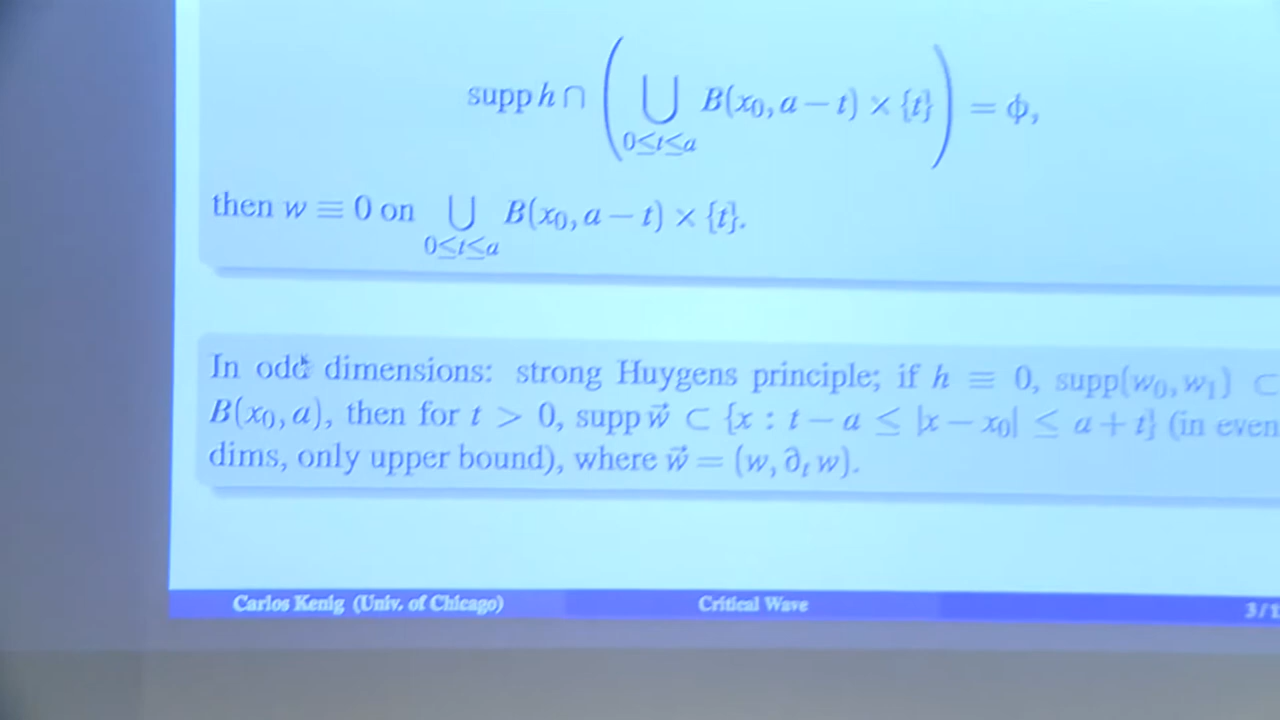 supp h ∩ ( ⋃ B(x₀, a − t) × {t} ) = ϕ,
0≤t≤a
then w ≡ 0 on ⋃ B(x₀, a − t) × {t}.
0≤t≤a
In odd dimensions: strong Huygens principle; if h ≡ 0, supp(w₀, w₁) ⊂
B(x₀, a), then for t > 0, supp w⃗ ⊂ {x : t − a ≤ |x − x₀| ≤ a + t} (in even
dims, only upper bound), where w⃗ = (w, ∂ₜ w).
Carlos Kenig (Univ. of Chicago) Critical Wave 3 / 1